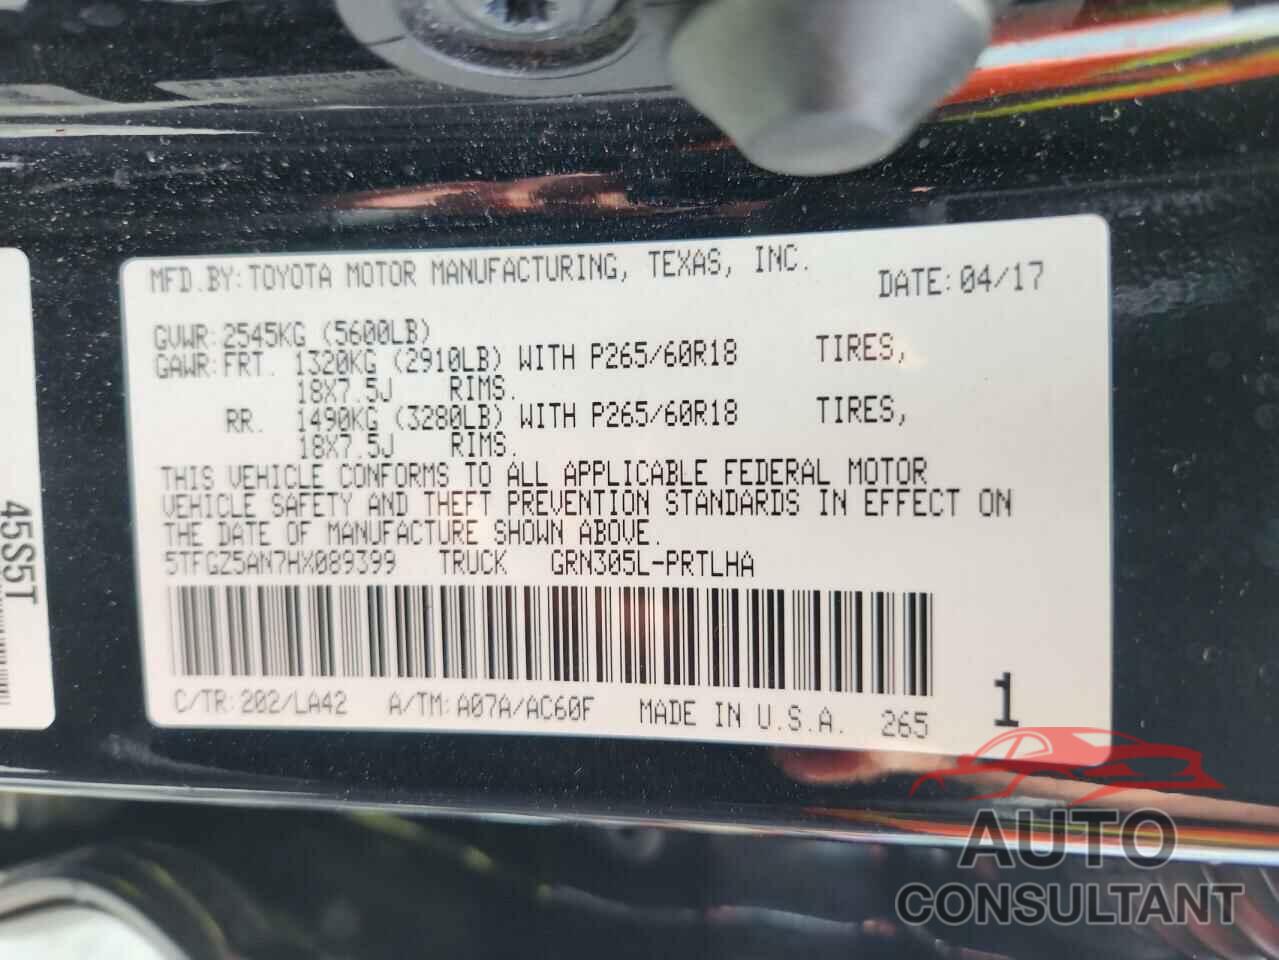 MFD.BY: TOYOTA MOTOR MANUFACTURING, TEXAS, INC. DATE: 04/17
GVWR: 2545KG (5600LB)
GAWR: FRT. 1320KG (2910LB) WITH P265/60R18 TIRES,
18X7.5J RIMS.
RR. 1490KG (3280LB) WITH P265/60R18 TIRES,
18X7.5J RIMS.
THIS VEHICLE CONFORMS TO ALL APPLICABLE FEDERAL MOTOR
VEHICLE SAFETY AND THEFT PREVENTION STANDARDS IN EFFECT ON
THE DATE OF MANUFACTURE SHOWN ABOVE.
5TFGZ5AN7HX089399 TRUCK GRN305L-PRTLHA
C/TR: 202/LA42 A/TM: A07A/AC60F MADE IN U.S.A. 265
1
45S5T
AUTO
CONSULTANT